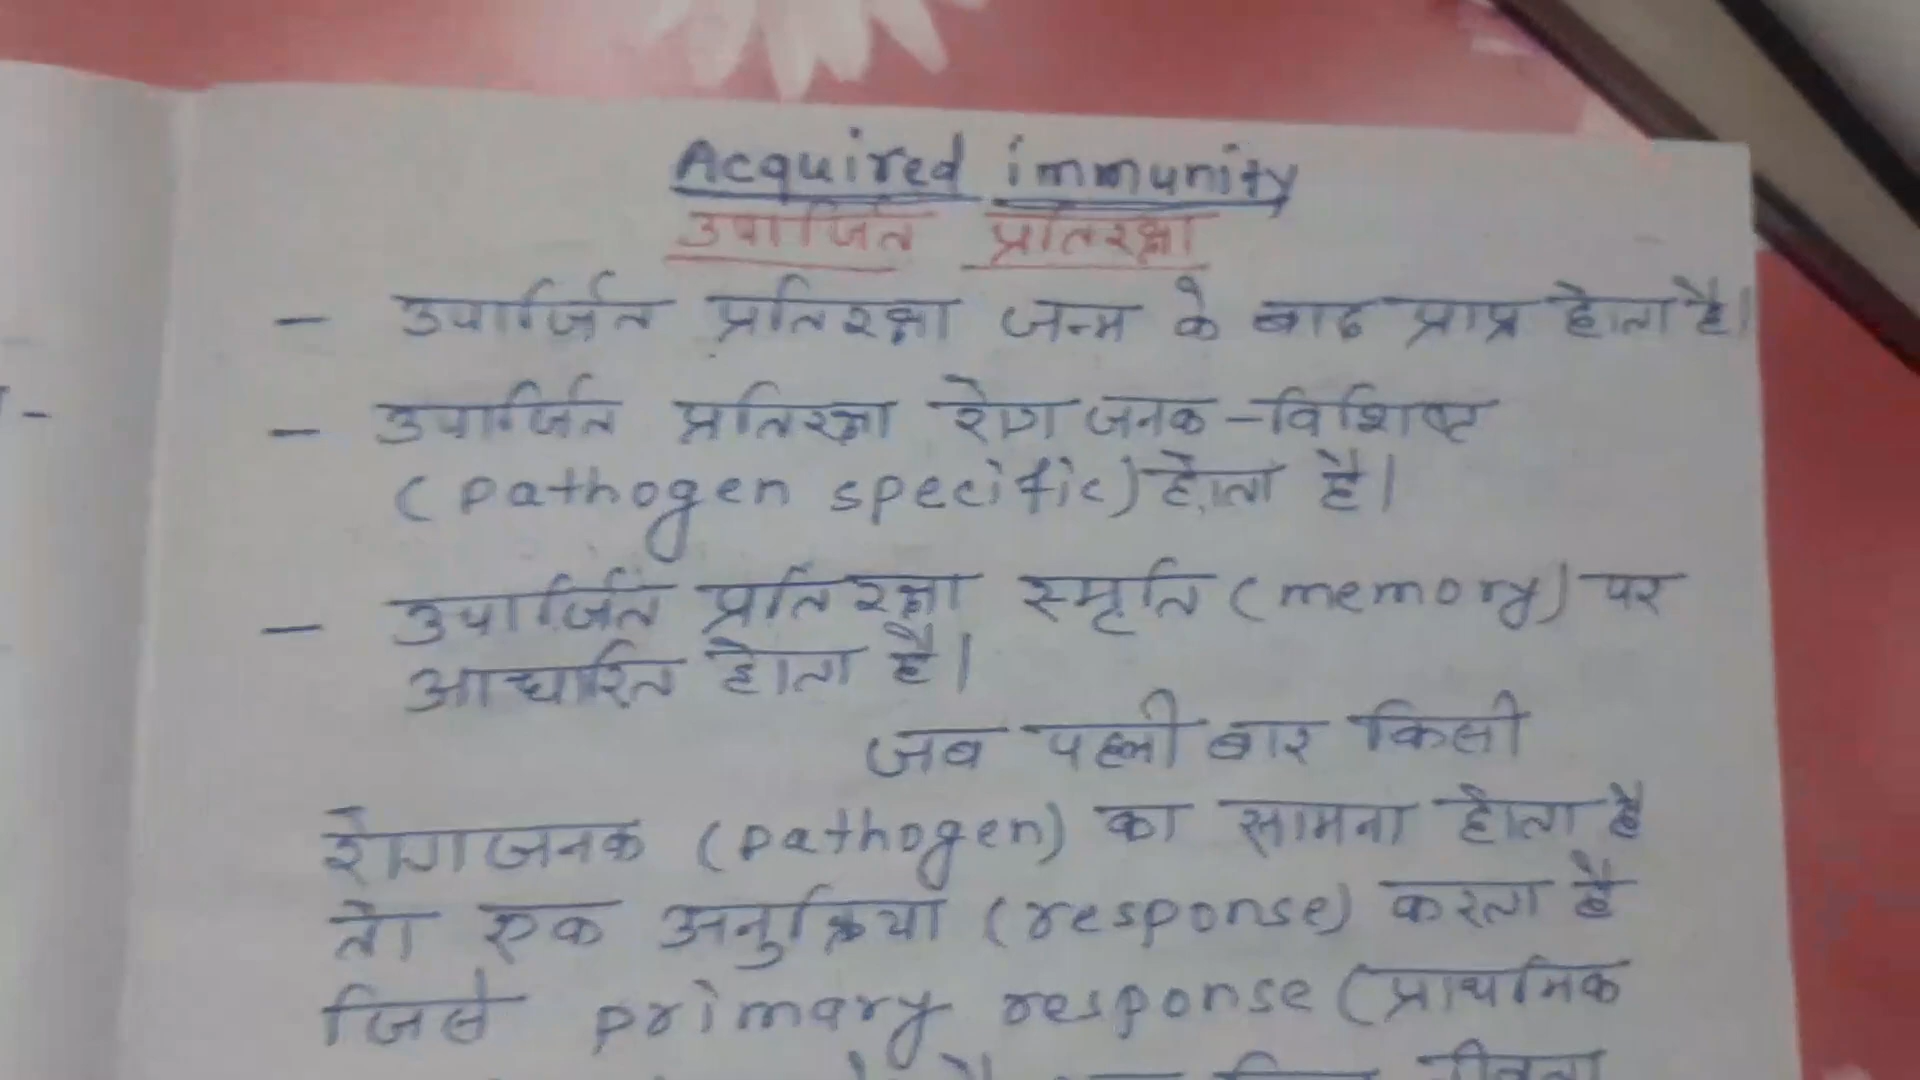 Acquired immunity
उपार्जित प्रतिरक्षा
- उपार्जित प्रतिरक्षा जन्म के बाद प्राप्त होता है।
- उपार्जित प्रतिरक्षा रोगजनक-विशिष्ट
(pathogen specific) होता है।
- उपार्जित प्रतिरक्षा स्मृति (memory) पर
आधारित होता है।
जब पहली बार किसी
रोगजनक (pathogen) का सामना होता है
तो एक अनुक्रिया (response) करता है
जिसे primary response (प्राथमिक